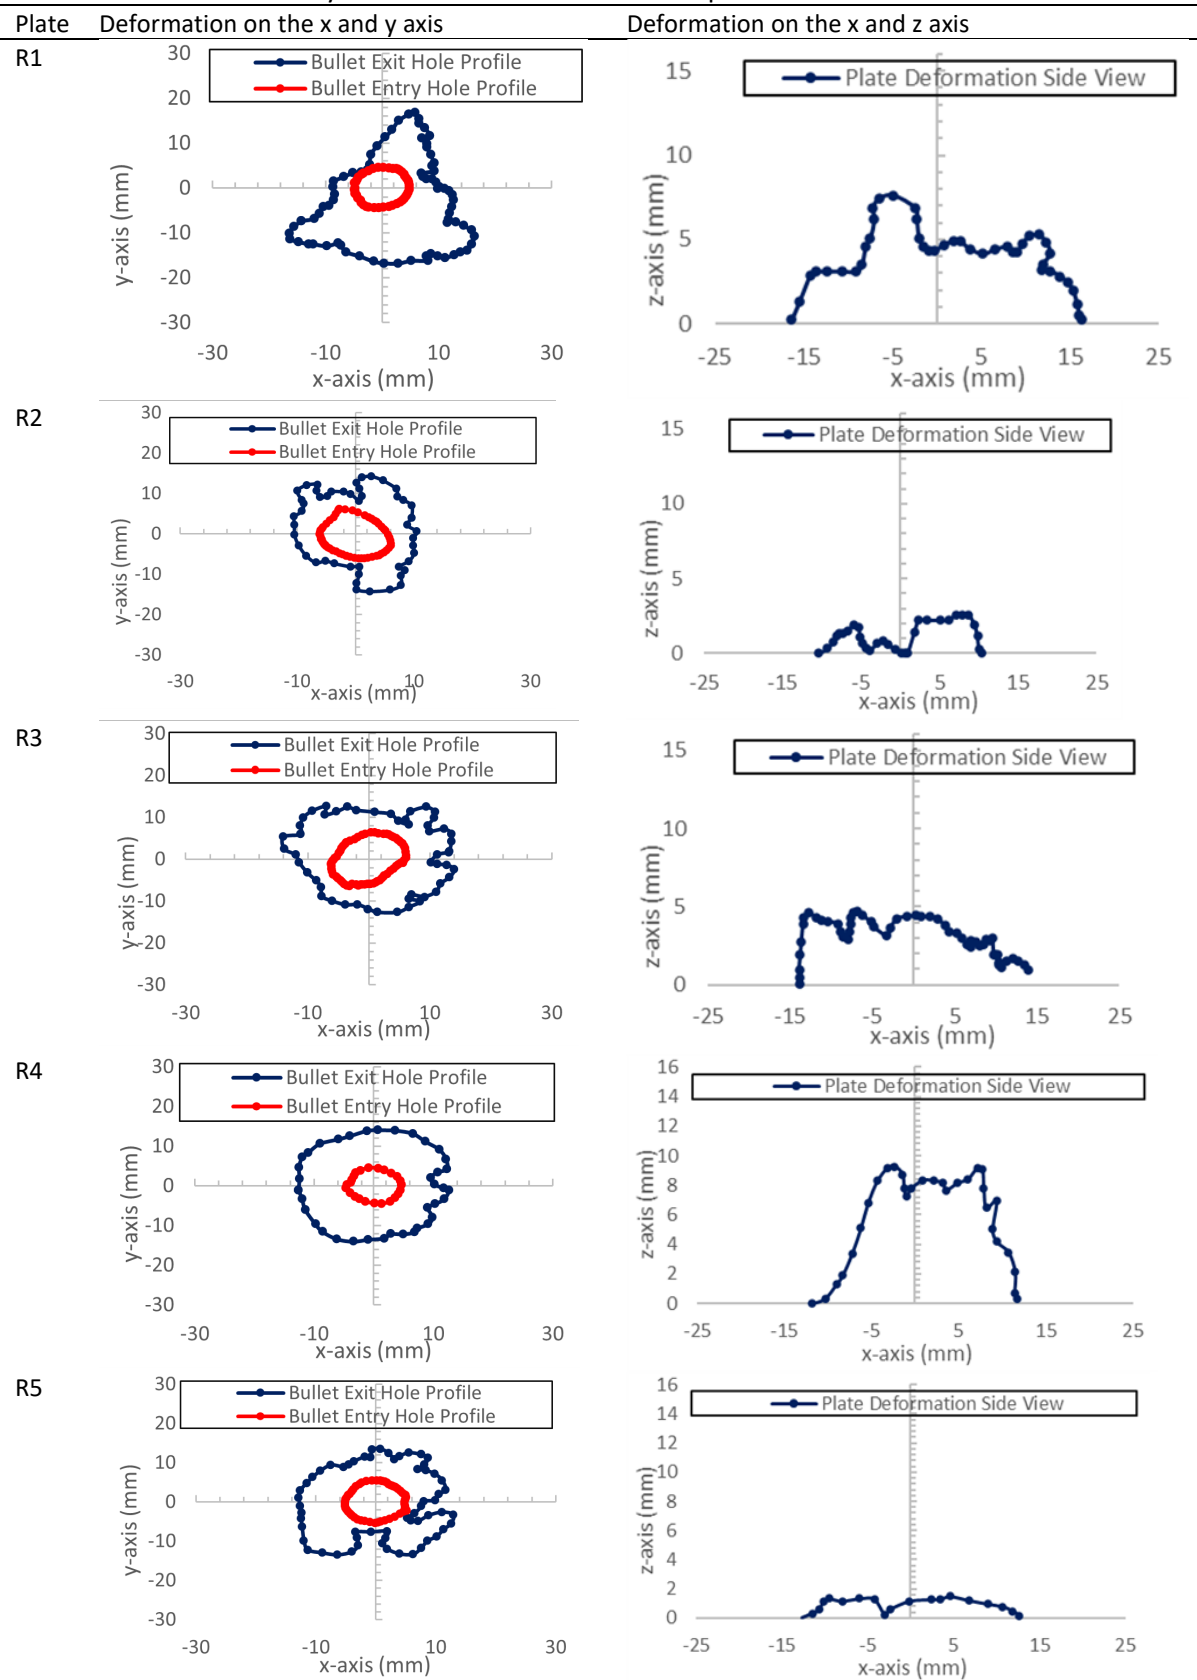 Plate Deformation on the x and y axis Deformation on the x and z axis
R1
30
20
10
0
-10
-20
-30
-30 -10 10 30
y-axis (mm)
x-axis (mm)
Bullet Exit Hole Profile
Bullet Entry Hole Profile
15
10
5
0
-25 -15 -5 5 15 25
z-axis (mm)
x-axis (mm)
Plate Deformation Side View
R2
30
20
10
0
-10
-20
-30
-30 -10 10 30
y-axis (mm)
x-axis (mm)
Bullet Exit Hole Profile
Bullet Entry Hole Profile
15
10
5
0
-25 -15 -5 5 15 25
z-axis (mm)
x-axis (mm)
Plate Deformation Side View
R3
30
20
10
0
-10
-20
-30
-30 -10 10 30
y-axis (mm)
x-axis (mm)
Bullet Exit Hole Profile
Bullet Entry Hole Profile
15
10
5
0
-25 -15 -5 5 15 25
z-axis (mm)
x-axis (mm)
Plate Deformation Side View
R4
30
20
10
0
-10
-20
-30
-30 -10 10 30
y-axis (mm)
x-axis (mm)
Bullet Exit Hole Profile
Bullet Entry Hole Profile
16
14
12
10
8
6
4
2
0
-25 -15 -5 5 15 25
z-axis (mm)
x-axis (mm)
Plate Deformation Side View
R5
30
20
10
0
-10
-20
-30
-30 -10 10 30
y-axis (mm)
x-axis (mm)
Bullet Exit Hole Profile
Bullet Entry Hole Profile
16
14
12
10
8
6
4
2
0
-25 -15 -5 5 15 25
z-axis (mm)
x-axis (mm)
Plate Deformation Side View